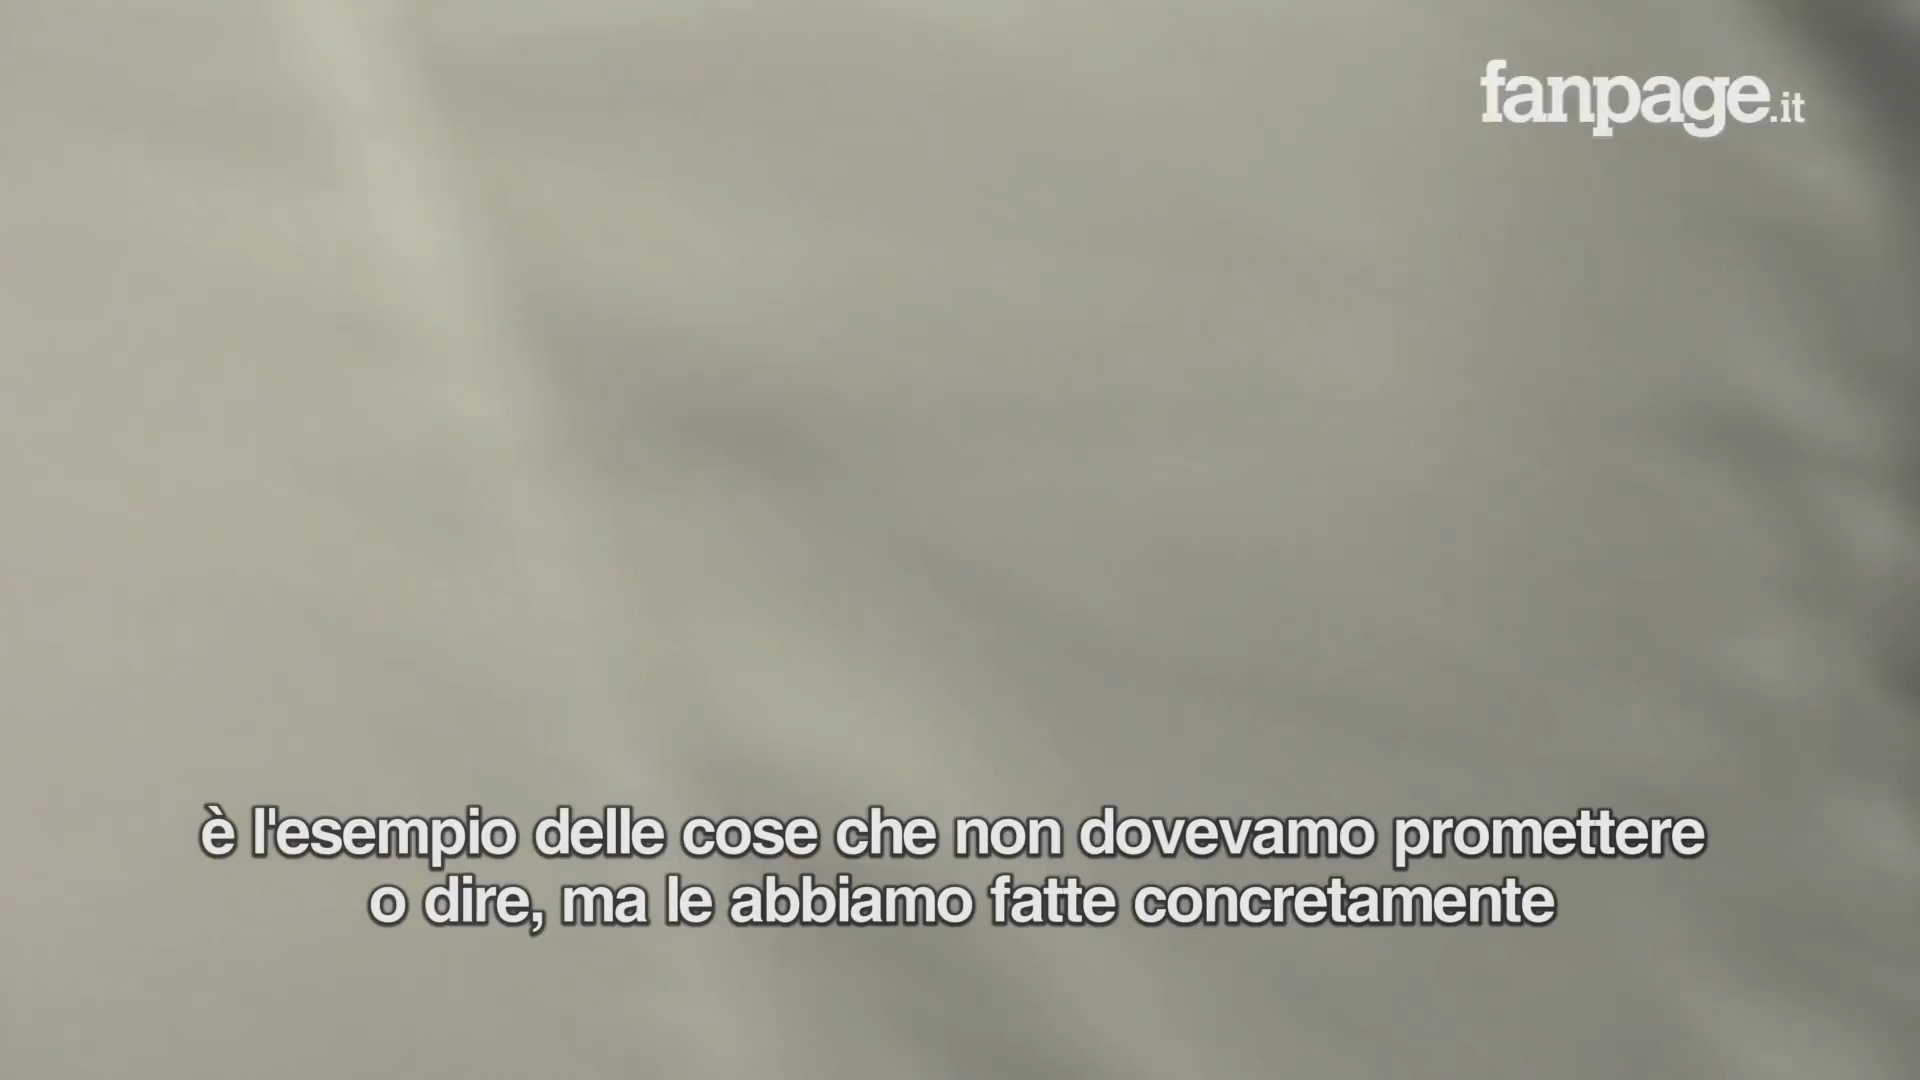 fanpage.it
è l'esempio delle cose che non dovevamo promettere
o dire, ma le abbiamo fatte concretamente